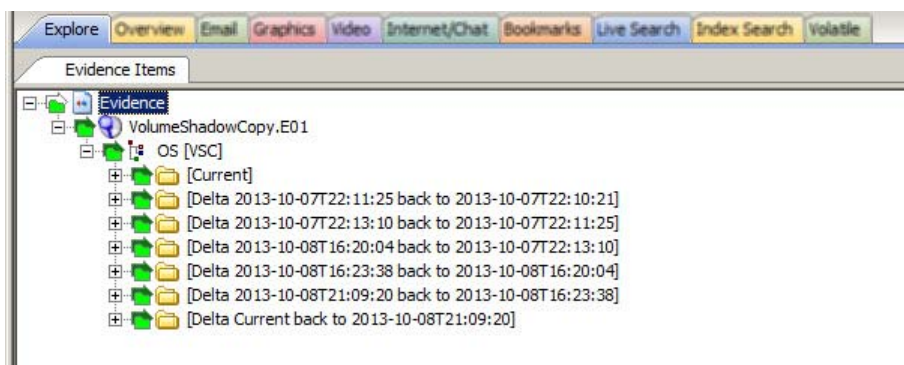 Explore Overview Email Graphics Video Internet/Chat Bookmarks Live Search Index Search Volatile
Evidence Items
Evidence
VolumeShadowCopy.E01
OS [VSC]
[Current]
[Delta 2013-10-07T22:11:25 back to 2013-10-07T22:10:21]
[Delta 2013-10-07T22:13:10 back to 2013-10-07T22:11:25]
[Delta 2013-10-08T16:20:04 back to 2013-10-07T22:13:10]
[Delta 2013-10-08T16:23:38 back to 2013-10-08T16:20:04]
[Delta 2013-10-08T21:09:20 back to 2013-10-08T16:23:38]
[Delta Current back to 2013-10-08T21:09:20]